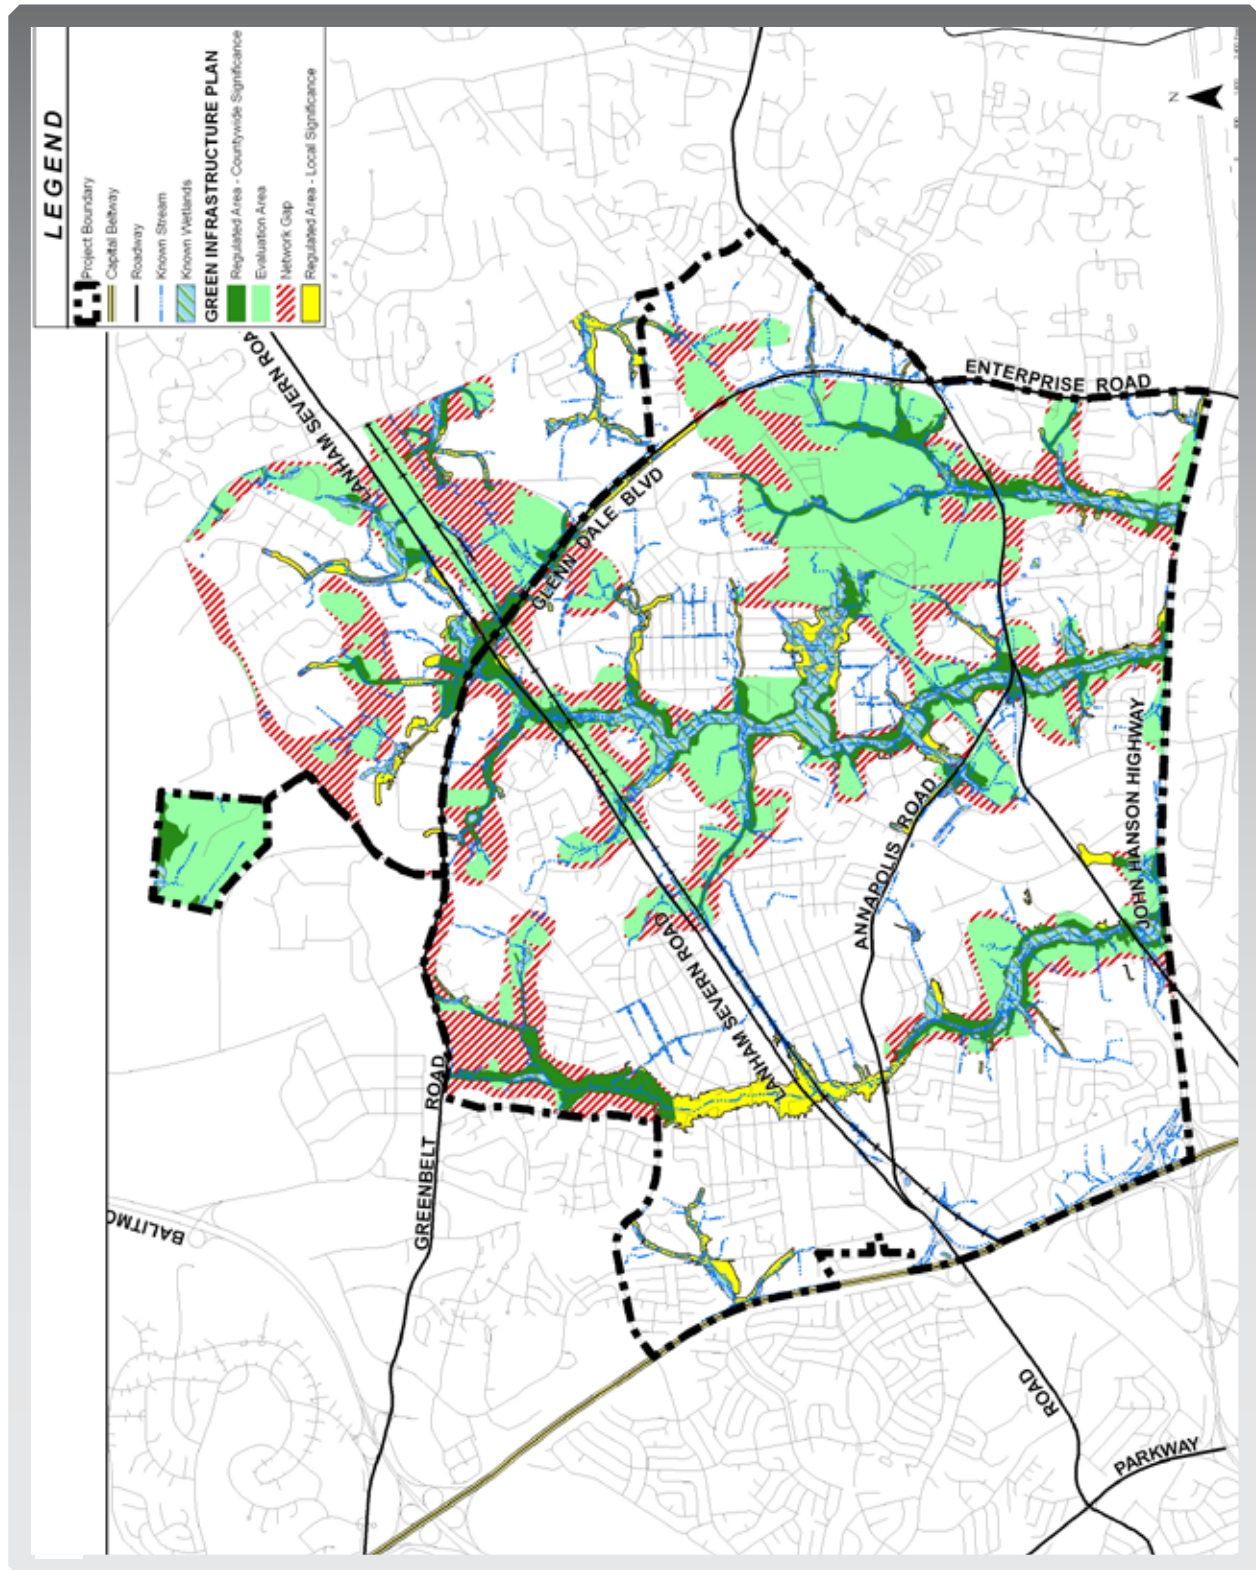 LEGEND
Project Boundary
Capital Beltway
Roadway
Known Stream
Known Wetlands
GREEN INFRASTRUCTURE PLAN
Regulated Area - Countywide Significance
Evaluation Area
Network Gap
Regulated Area - Local Significance
N
LANHAM SEVERN ROA
ENTERPRISE ROAD
GLENN DALE BLVD
JOHN HANSON HIGHWAY
ANNAPOLIS ROAD
LANHAM SEVERN ROAD
GREENBELT ROAD
BALITMO
ROAD
PARKWAY